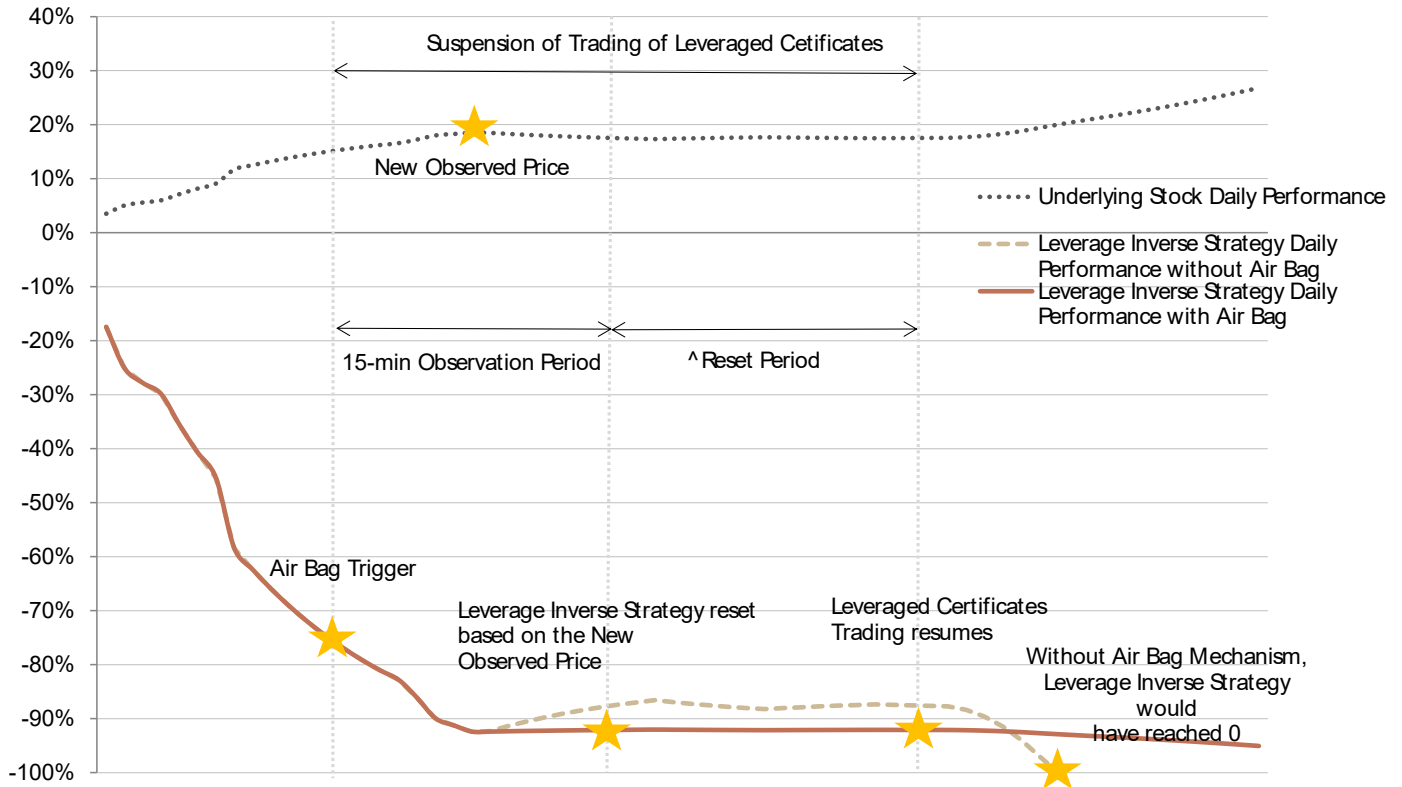 40%
Suspension of Trading of Leveraged Cetificates
30%
20%
New Observed Price
10%
Underlying Stock Daily Performance
0%
Leverage Inverse Strategy Daily
Performance without Air Bag
-10%
Leverage Inverse Strategy Daily
Performance with Air Bag
-20%
15-min Observation Period
^ Reset Period
-30%
-40%
-50%
-60%
Air Bag Trigger
-70%
Leverage Inverse Strategy reset
based on the New
Observed Price
Leveraged Certificates
Trading resumes
-80%
Without Air Bag Mechanism,
Leverage Inverse Strategy
would
have reached 0
-90%
-100%